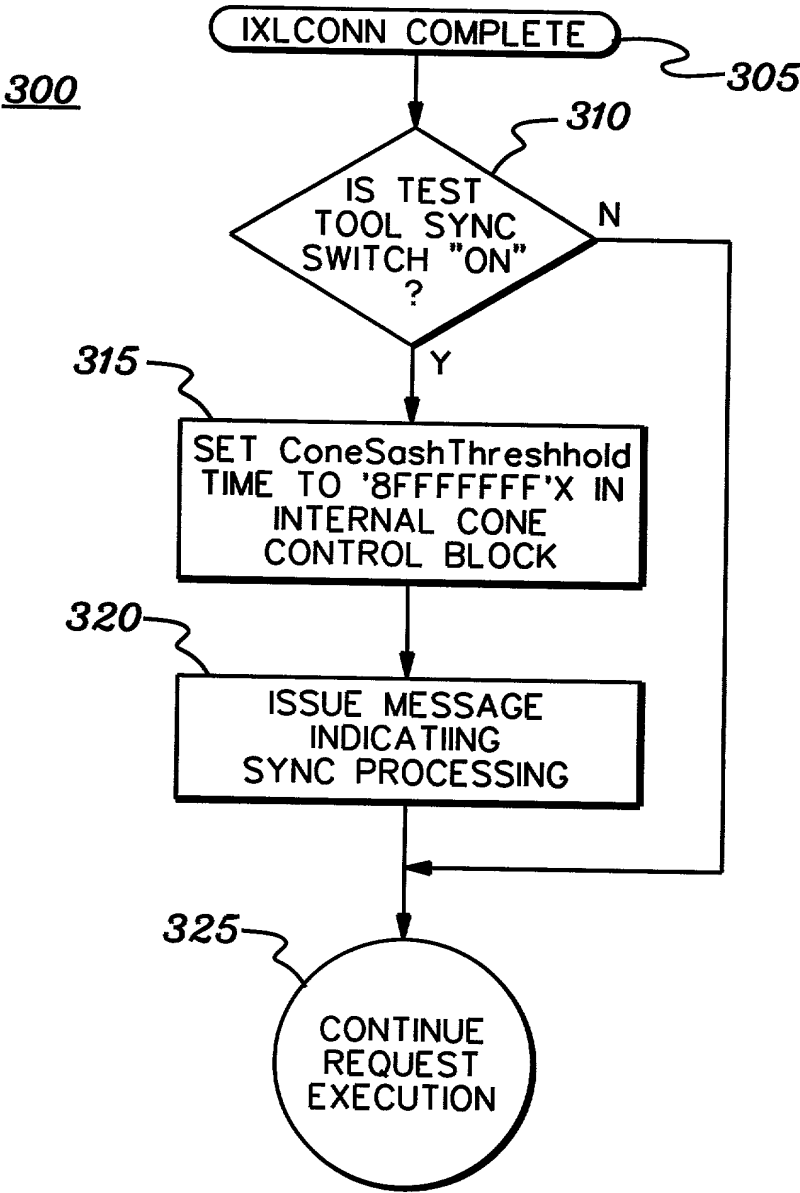 IXLCONN COMPLETE
305
300
310
IS TEST
TOOL SYNC
SWITCH "ON"
?
N
Y
315
SET ConeSashThreshhold
TIME TO '8FFFFFFF'X IN
INTERNAL CONE
CONTROL BLOCK
320
ISSUE MESSAGE
INDICATIING
SYNC PROCESSING
325
CONTINUE
REQUEST
EXECUTION